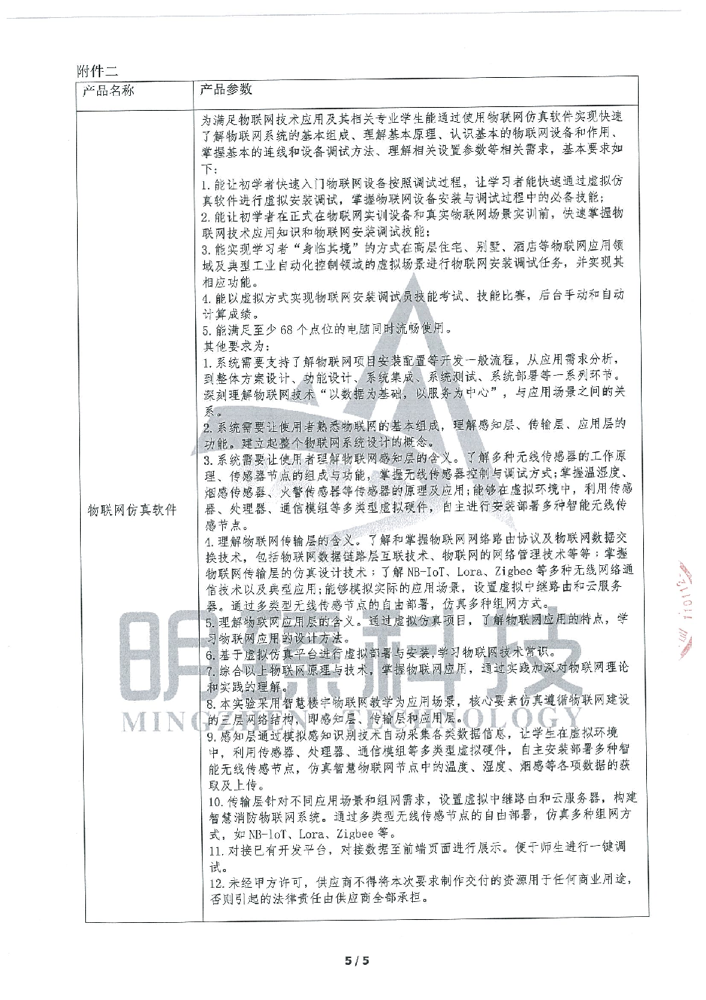 附件二
产品名称
产品参数
为满足物联网技术应用及其相关专业学生能通过使用物联网仿真软件实现快速
了解物联网系统的基本组成、理解基本原理、认识基本的物联网设备和作用、
掌握基本的连线和设备调试方法、理解相关设置参数等相关需求，基本要求如
下：
1.能让初学者快速入门物联网设备按照调试过程，让学习者能快速通过虚拟仿
真软件进行虚拟安装调试，掌握物联网设备安装与调试过程中的必备技能；
2.能让初学者在正式在物联网实训设备和真实物联网场景实训前，快速掌握物
联网技术应用知识和物联网安装调试技能；
3.能实现学习者“身临其境”的方式在高层住宅、别墅、酒店等物联网应用领
域及典型工业自动化控制领域的虚拟场景进行物联网安装调试任务，并实现其
相应功能。
4.能以虚拟方式实现物联网安装调试员技能考试、技能比赛，后台手动和自动
计算成绩。
5.能满足至少 68 个点位的电脑同时流畅使用。
其他要求为：
1.系统需要支持了解物联网项目安装配置等开发一般流程，从应用需求分析，
到整体方案设计、功能设计、系统集成、系统测试、系统部署等一系列环节。
深刻理解物联网技术“以数据为基础，以服务为中心”，与应用场景之间的关
系。
2.系统需要让使用者熟悉物联网的基本组成，理解感知层、传输层、应用层的
功能。建立起整个物联网系统设计的概念。
3.系统需要让使用者理解物联网感知层的含义。了解多种无线传感器的工作原
理、传感器节点的组成与功能，掌握无线传感器控制与调试方式；掌握温湿度、
烟感传感器、火警传感器等传感器的原理及应用；能够在虚拟环境中，利用传感
器、处理器、通信模组等多类型虚拟硬件，自主进行安装部署多种智能无线传
感节点。
物联网仿真软件
4.理解物联网传输层的含义。了解和掌握物联网网络路由协议及物联网数据交
换技术，包括物联网数据链路层互联技术、物联网的网络管理技术等等；掌握
物联网传输层的仿真设计技术；了解 NB-IoT、Lora、Zigbee 等多种无线网络通
信技术以及典型应用；能够模拟实际的应用场景，设置虚拟中继路由和云服务
器。通过多类型无线传感节点的自由部署，仿真多种组网方式。
5.理解物联网应用层的含义。通过虚拟仿真项目，了解物联网应用的特点，学
习物联网应用的设计方法。
6.基于虚拟仿真平台进行虚拟部署与安装，学习物联网技术常识。
7.综合以上物联网原理与技术，掌握物联网应用，通过实践加深对物联网理论
和实践的理解。
8.本实验采用智慧楼宇物联网教学为应用场景，核心要素仿真遵循物联网建设
的三层网络结构，即感知层、传输层和应用层。
9.感知层通过模拟感知识别技术自动采集各类数据信息，让学生在虚拟环境
中，利用传感器、处理器、通信模组等多类型虚拟硬件，自主安装部署多种智
能无线传感节点，仿真智慧物联网节点中的温度、湿度、烟感等各项数据的获
取及上传。
10.传输层针对不同应用场景和组网需求，设置虚拟中继路由和云服务器，构建
智慧消防物联网系统。通过多类型无线传感节点的自由部署，仿真多种组网方
式，如 NB-IoT、Lora、Zigbee 等。
11.对接已有开发平台，对接数据至前端页面进行展示。便于师生进行一键调
试。
12.未经甲方许可，供应商不得将本次要求制作交付的资源用于任何商业用途，
否则引起的法律责任由供应商全部承担。
明臻科技
MINGZHEN TECHNOLOGY
5 / 5